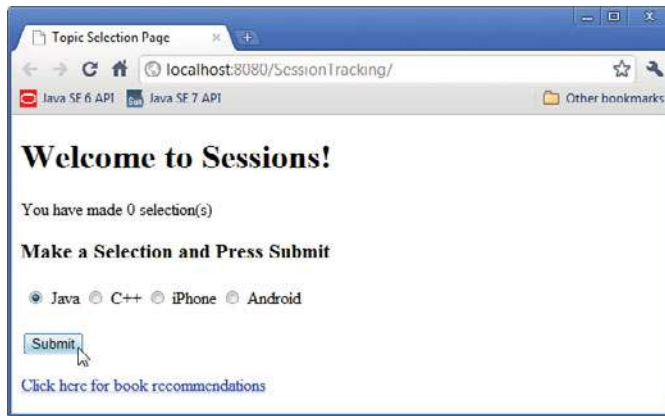 Topic Selection Page
localhost:8080/SessionTracking/
Java SE 6 API Java SE 7 API Other bookmarks
Welcome to Sessions!
You have made 0 selection(s)
Make a Selection and Press Submit
Java C++ iPhone Android
Submit
Click here for book recommendations